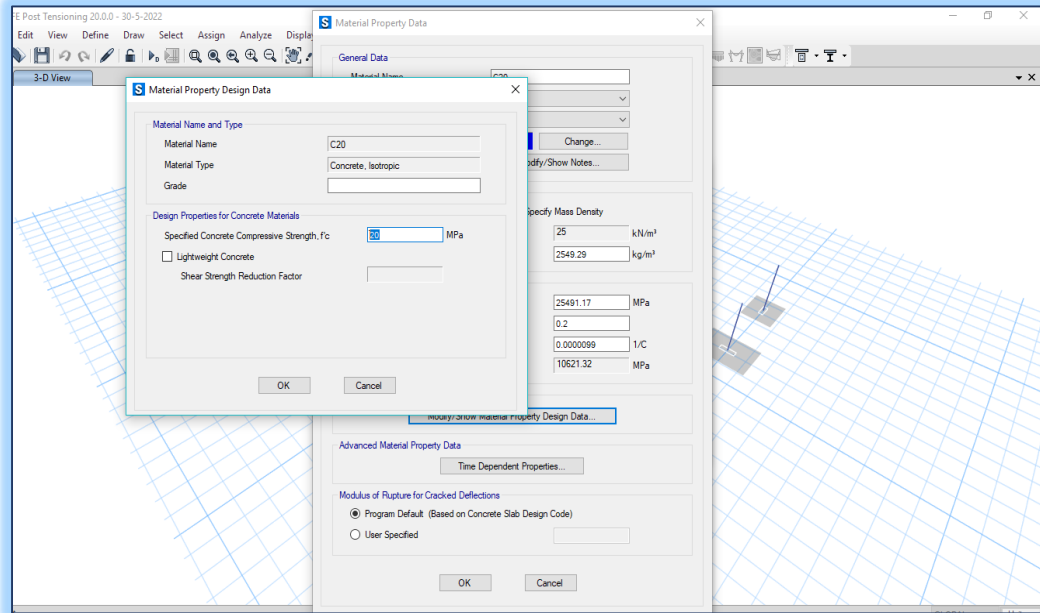 FE Post Tensioning 20.0.0 - 30-5-2022
Edit View Define Draw Select Assign Analyze Display
3-D View
Material Property Data
General Data
Material Name C20
Change...
Modify/Show Notes...
Specify Mass Density
25 kN/m³
2549.29 kg/m³
25491.17 MPa
0.2
0.0000099 1/C
10621.32 MPa
Modify/Show Material Property Design Data...
Advanced Material Property Data
Time Dependent Properties...
Modulus of Rupture for Cracked Deflections
Program Default (Based on Concrete Slab Design Code)
User Specified
OK Cancel
Material Property Design Data
Material Name and Type
Material Name C20
Material Type Concrete, Isotropic
Grade
Design Properties for Concrete Materials
Specified Concrete Compressive Strength, f'c 20 MPa
Lightweight Concrete
Shear Strength Reduction Factor
OK Cancel